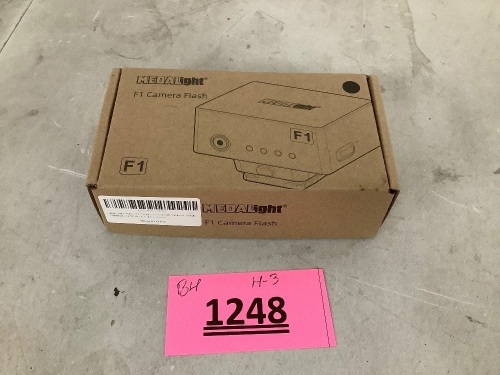 MEDALight
F1 Camera Flash
F1
F1
MEDALight
F1 Camera Flash
BH H-3
1248